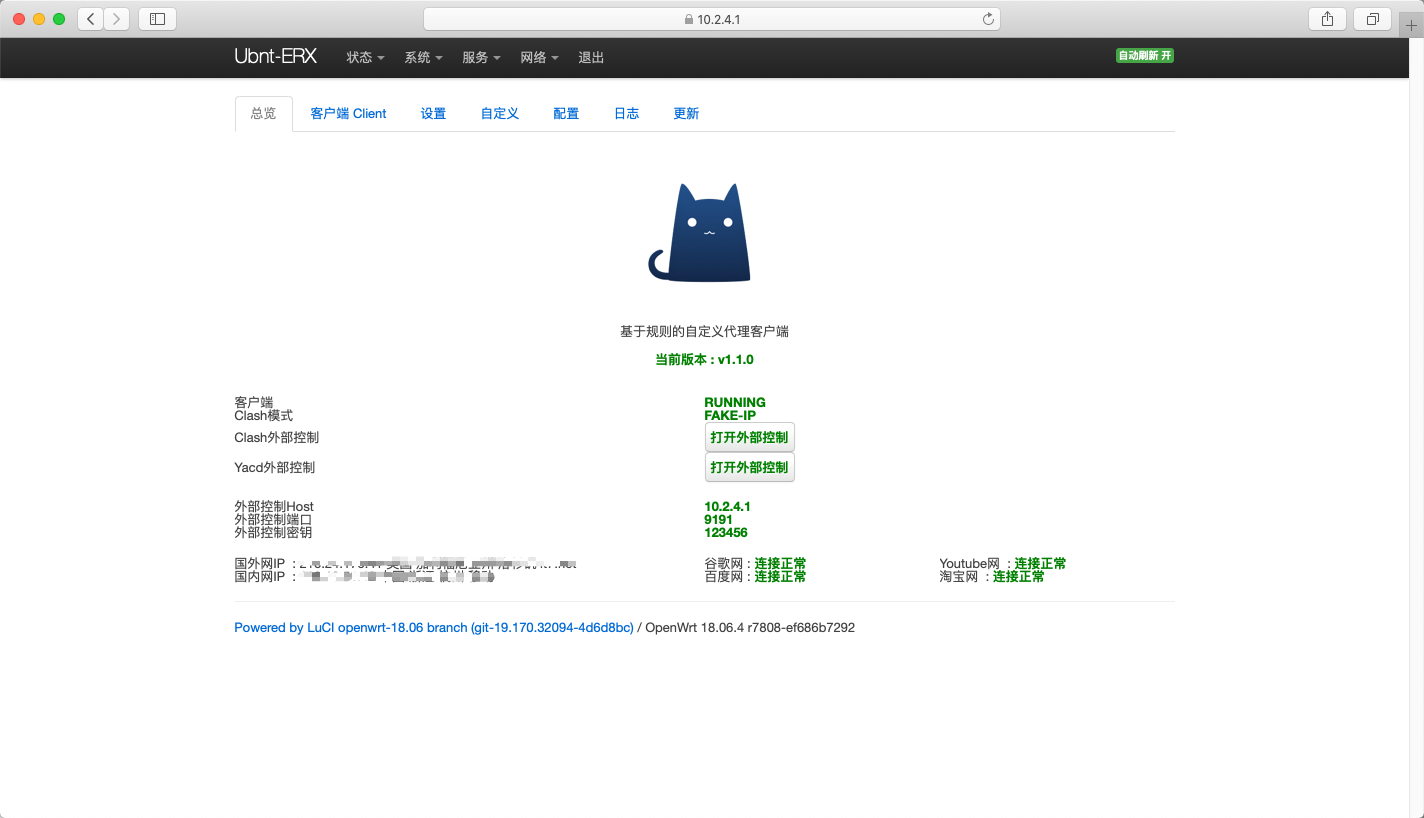 10.2.4.1
Ubnt-ERX 状态 系统 服务 网络 退出 自动刷新 开
总览 客户端 Client 设置 自定义 配置 日志 更新
基于规则的自定义代理客户端
当前版本 : v1.1.0
客户端 RUNNING
Clash模式 FAKE-IP
Clash外部控制 打开外部控制
Yacd外部控制 打开外部控制
外部控制Host 10.2.4.1
外部控制端口 9191
外部控制密钥 123456
国外网IP : 谷歌网 : 连接正常 Youtube网 : 连接正常
国内网IP : 百度网 : 连接正常 淘宝网 : 连接正常
Powered by LuCI openwrt-18.06 branch (git-19.170.32094-4d6d8bc) / OpenWrt 18.06.4 r7808-ef686b7292